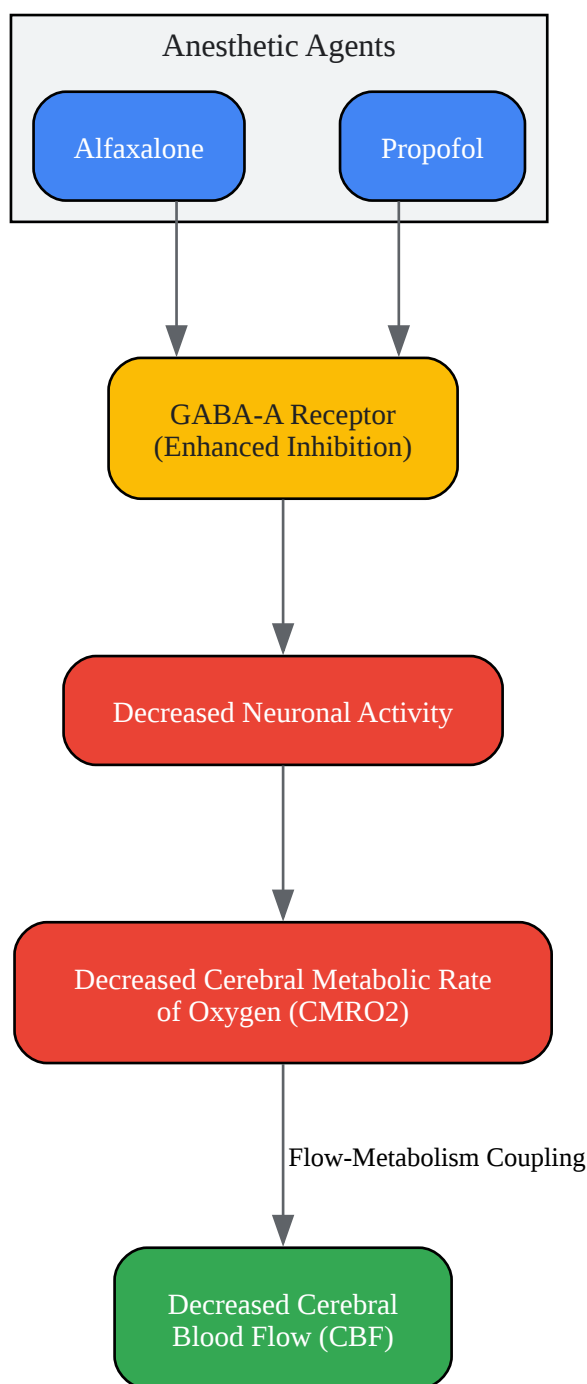 Anesthetic Agents
Alfaxalone
Propofol
GABA-A Receptor
(Enhanced Inhibition)
Decreased Neuronal Activity
Decreased Cerebral Metabolic Rate
of Oxygen (CMRO2)
Flow-Metabolism Coupling
Decreased Cerebral
Blood Flow (CBF)